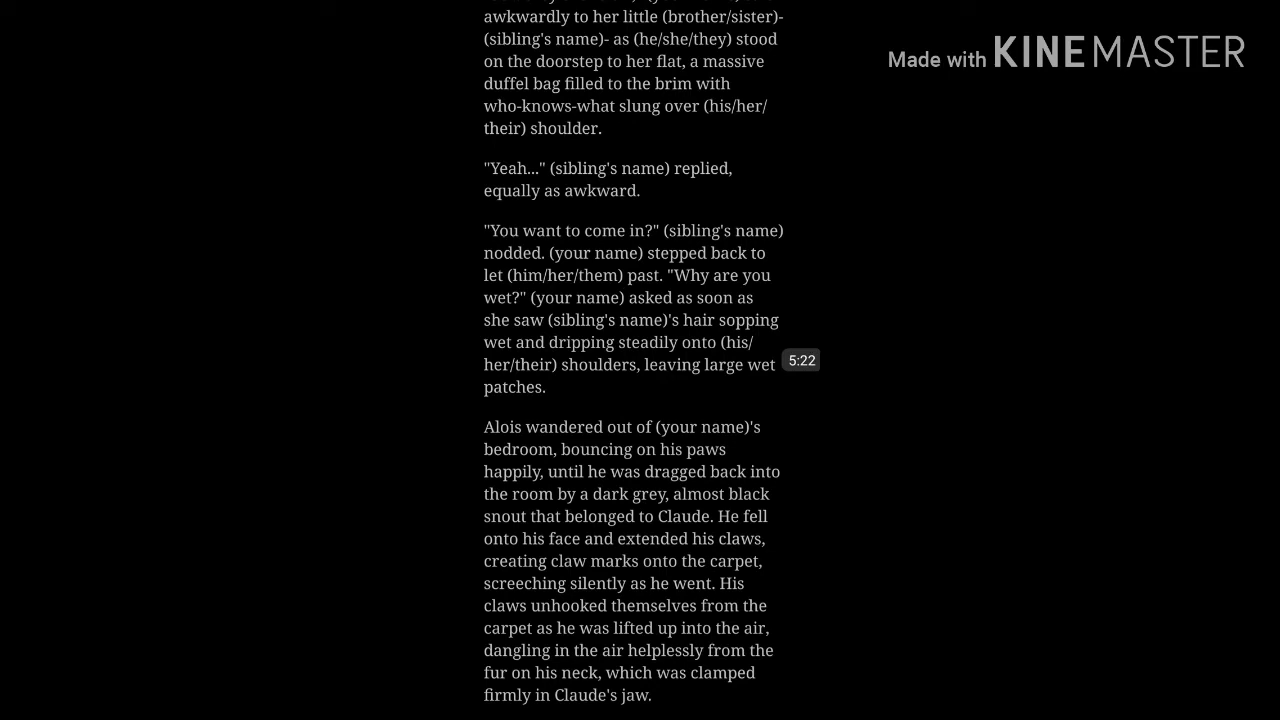 awkwardly to her little (brother/sister)-
(sibling's name)- as (he/she/they) stood
on the doorstep to her flat, a massive
duffel bag filled to the brim with
who-knows-what slung over (his/her/
their) shoulder.
"Yeah..." (sibling's name) replied,
equally as awkward.
"You want to come in?" (sibling's name)
nodded. (your name) stepped back to
let (him/her/them) past. "Why are you
wet?" (your name) asked as soon as
she saw (sibling's name)'s hair sopping
wet and dripping steadily onto (his/
her/their) shoulders, leaving large wet
patches.
Alois wandered out of (your name)'s
bedroom, bouncing on his paws
happily, until he was dragged back into
the room by a dark grey, almost black
snout that belonged to Claude. He fell
onto his face and extended his claws,
creating claw marks onto the carpet,
screeching silently as he went. His
claws unhooked themselves from the
carpet as he was lifted up into the air,
dangling in the air helplessly from the
fur on his neck, which was clamped
firmly in Claude's jaw.
5:22
Made with KINEMASTER